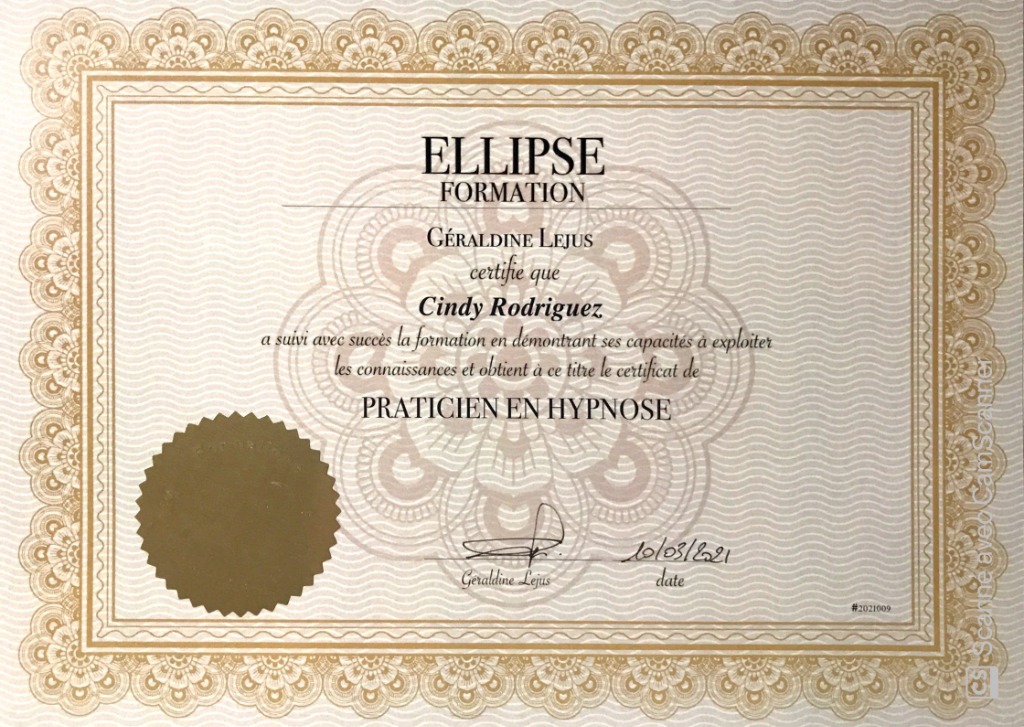 ELLIPSE
FORMATION
GÉRALDINE LEJUS
certifie que
Cindy Rodriguez
a suivi avec succès la formation en démontrant ses capacités à exploiter
les connaissances et obtient à ce titre le certificat de
PRATICIEN EN HYPNOSE
10/03/2021
Géraldine Lejus
date
#2021009
CS Scanné avec CamScanner